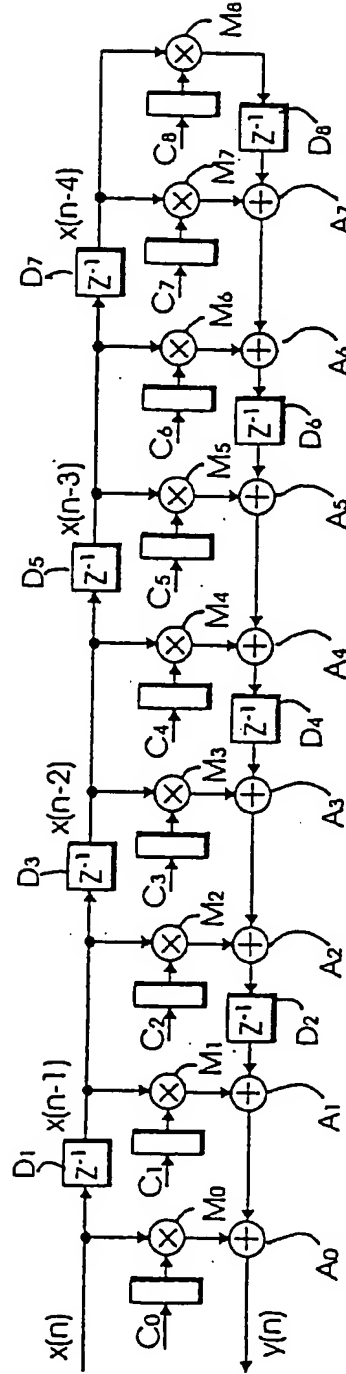 x(n) x(n-1) x(n-2) x(n-3) x(n-4)
D1 D3 D5 D7
Z-1 Z-1 Z-1 Z-1
C0 C1 C2 C3 C4 C5 C6 C7 C8
M0 M1 M2 M3 M4 M5 M6 M7 M8
Z-1 Z-1 Z-1 Z-1
D2 D4 D6 D8
y(n)
A0 A1 A2 A3 A4 A5 A6 A7